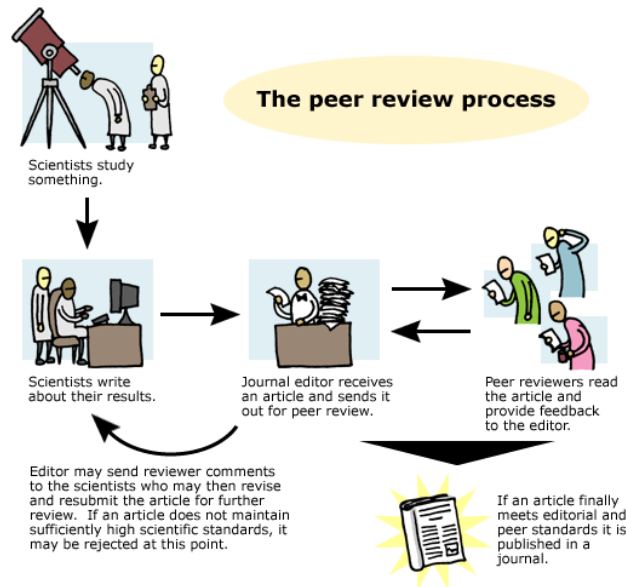 The peer review process
Scientists study
something.
Scientists write
about their results.
Journal editor receives
an article and sends it
out for peer review.
Peer reviewers read
the article and
provide feedback
to the editor.
Editor may send reviewer comments
to the scientists who may then revise
and resubmit the article for further
review.  If an article does not maintain
sufficiently high scientific standards, it
may be rejected at this point.
If an article finally
meets editorial and
peer standards it is
published in a
journal.